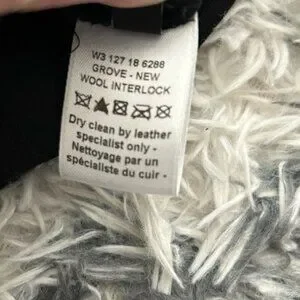 W3 127 18 6288
GROVE - NEW
WOOL INTERLOCK
Dry clean by leather
specialist only -
Nettoyage par un
spécialiste du cuir -